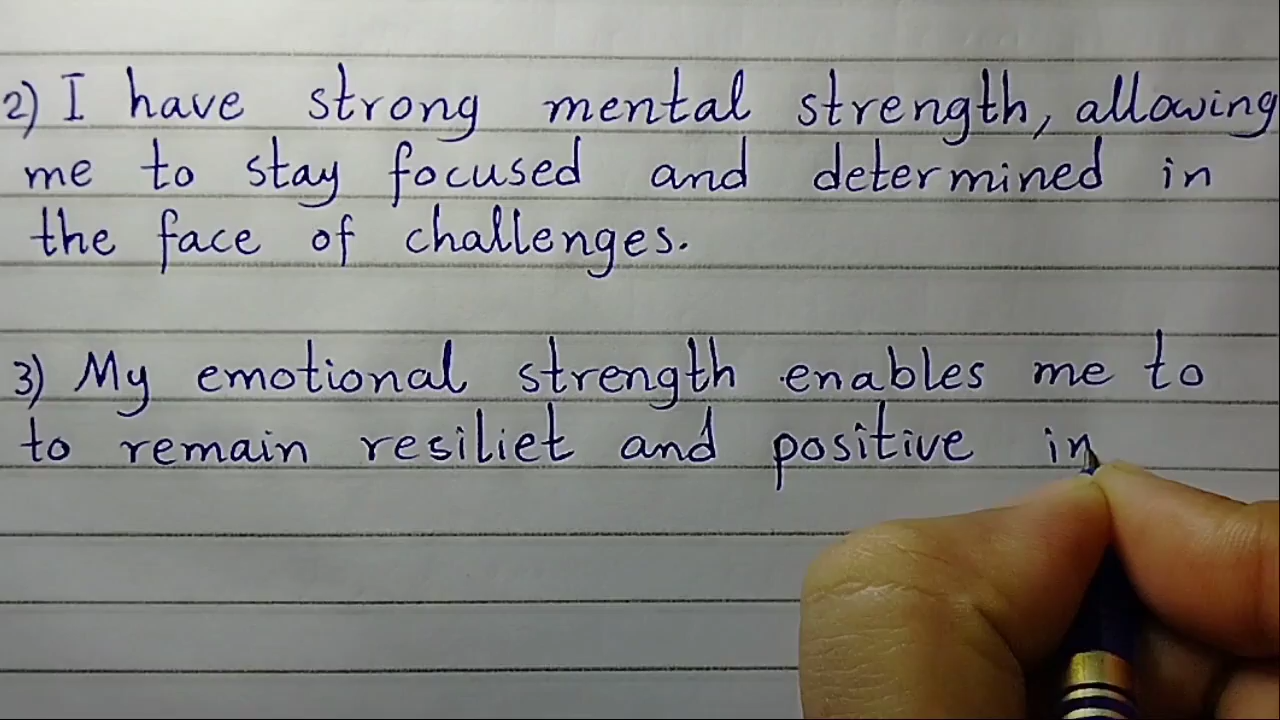 2) I have strong mental strength, allowing
me to stay focused and determined in
the face of challenges.
3) My emotional strength enables me to
to remain resiliet and positive in